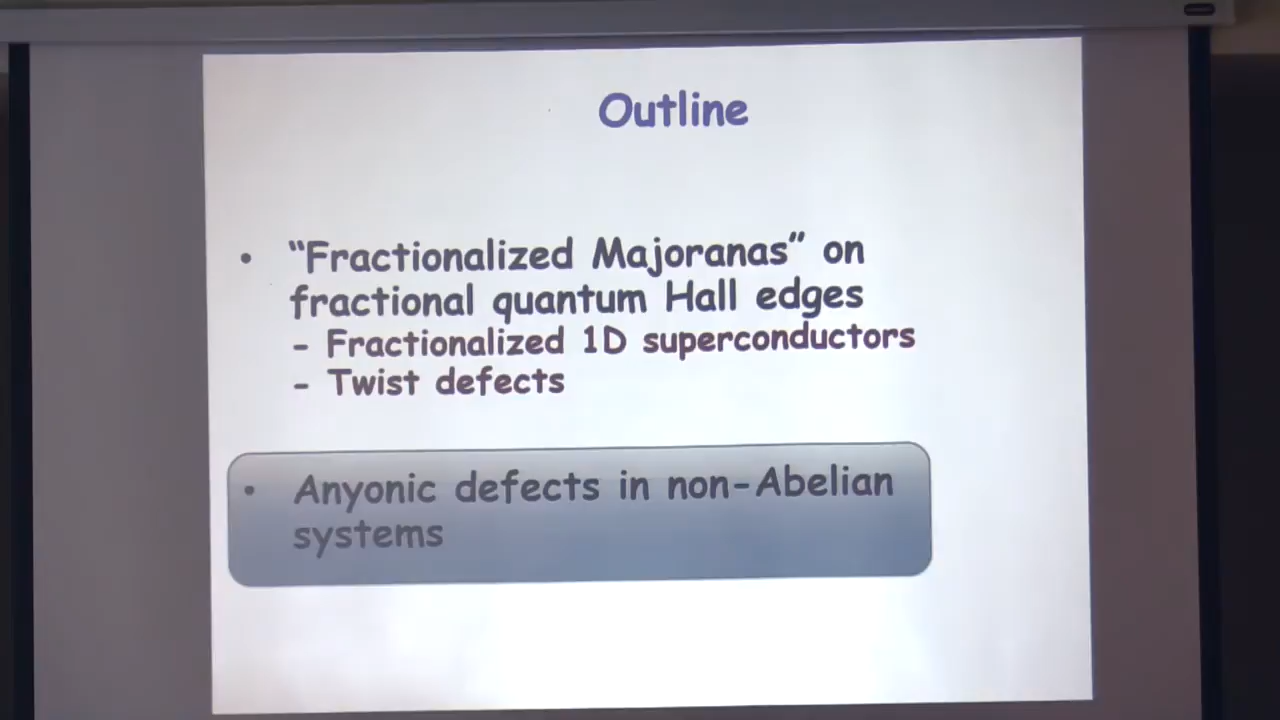 Outline
• “Fractionalized Majoranas” on
fractional quantum Hall edges
- Fractionalized 1D superconductors
- Twist defects
• Anyonic defects in non-Abelian
systems